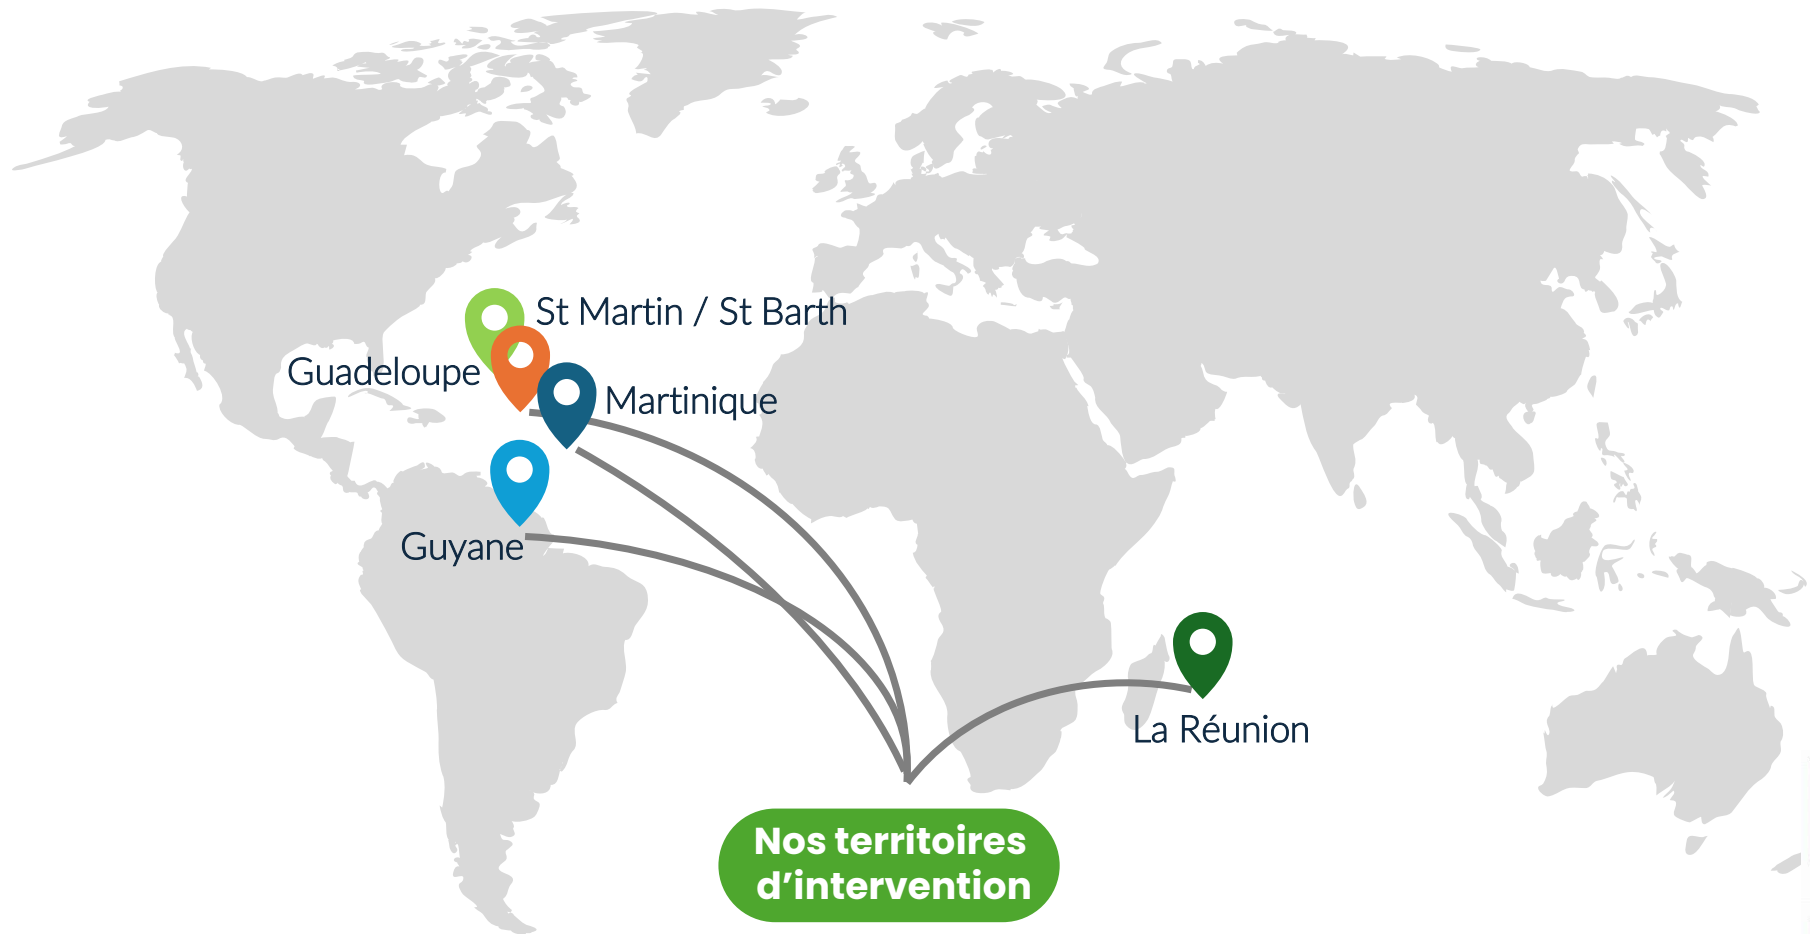 St Martin / St Barth
Guadeloupe
Martinique
Guyane
La Réunion
Nos territoires
d’intervention